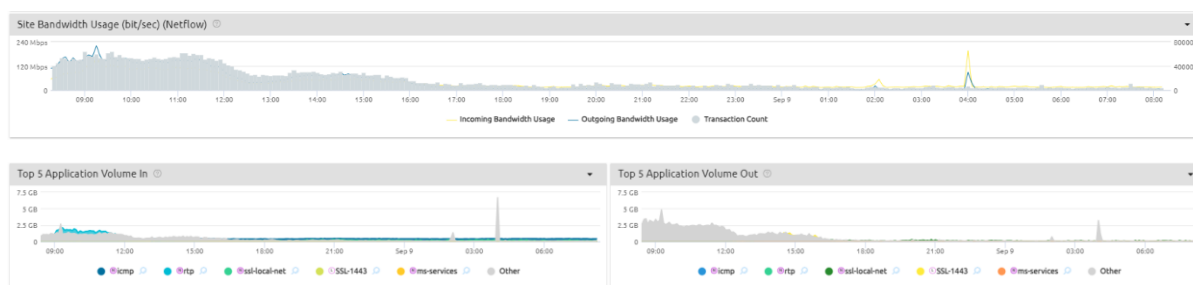 Site Bandwidth Usage (bit/sec) (Netflow)
240 Mbps 80000
120 Mbps 40000
0 0
09:00 10:00 11:00 12:00 13:00 14:00 15:00 16:00 17:00 18:00 19:00 20:00 21:00 22:00 23:00 Sep 9 01:00 02:00 03:00 04:00 05:00 06:00 07:00 08:00
Incoming Bandwidth Usage Outgoing Bandwidth Usage Transaction Count
Top 5 Application Volume In
7.5 GB
5 GB
2.5 GB
0
09:00 12:00 15:00 18:00 21:00 Sep 9 03:00 06:00
icmp rtp ssl-local-net SSL-1443 ms-services Other
Top 5 Application Volume Out
7.5 GB
5 GB
2.5 GB
0
09:00 12:00 15:00 18:00 21:00 Sep 9 03:00 06:00
icmp rtp ssl-local-net SSL-1443 ms-services Other